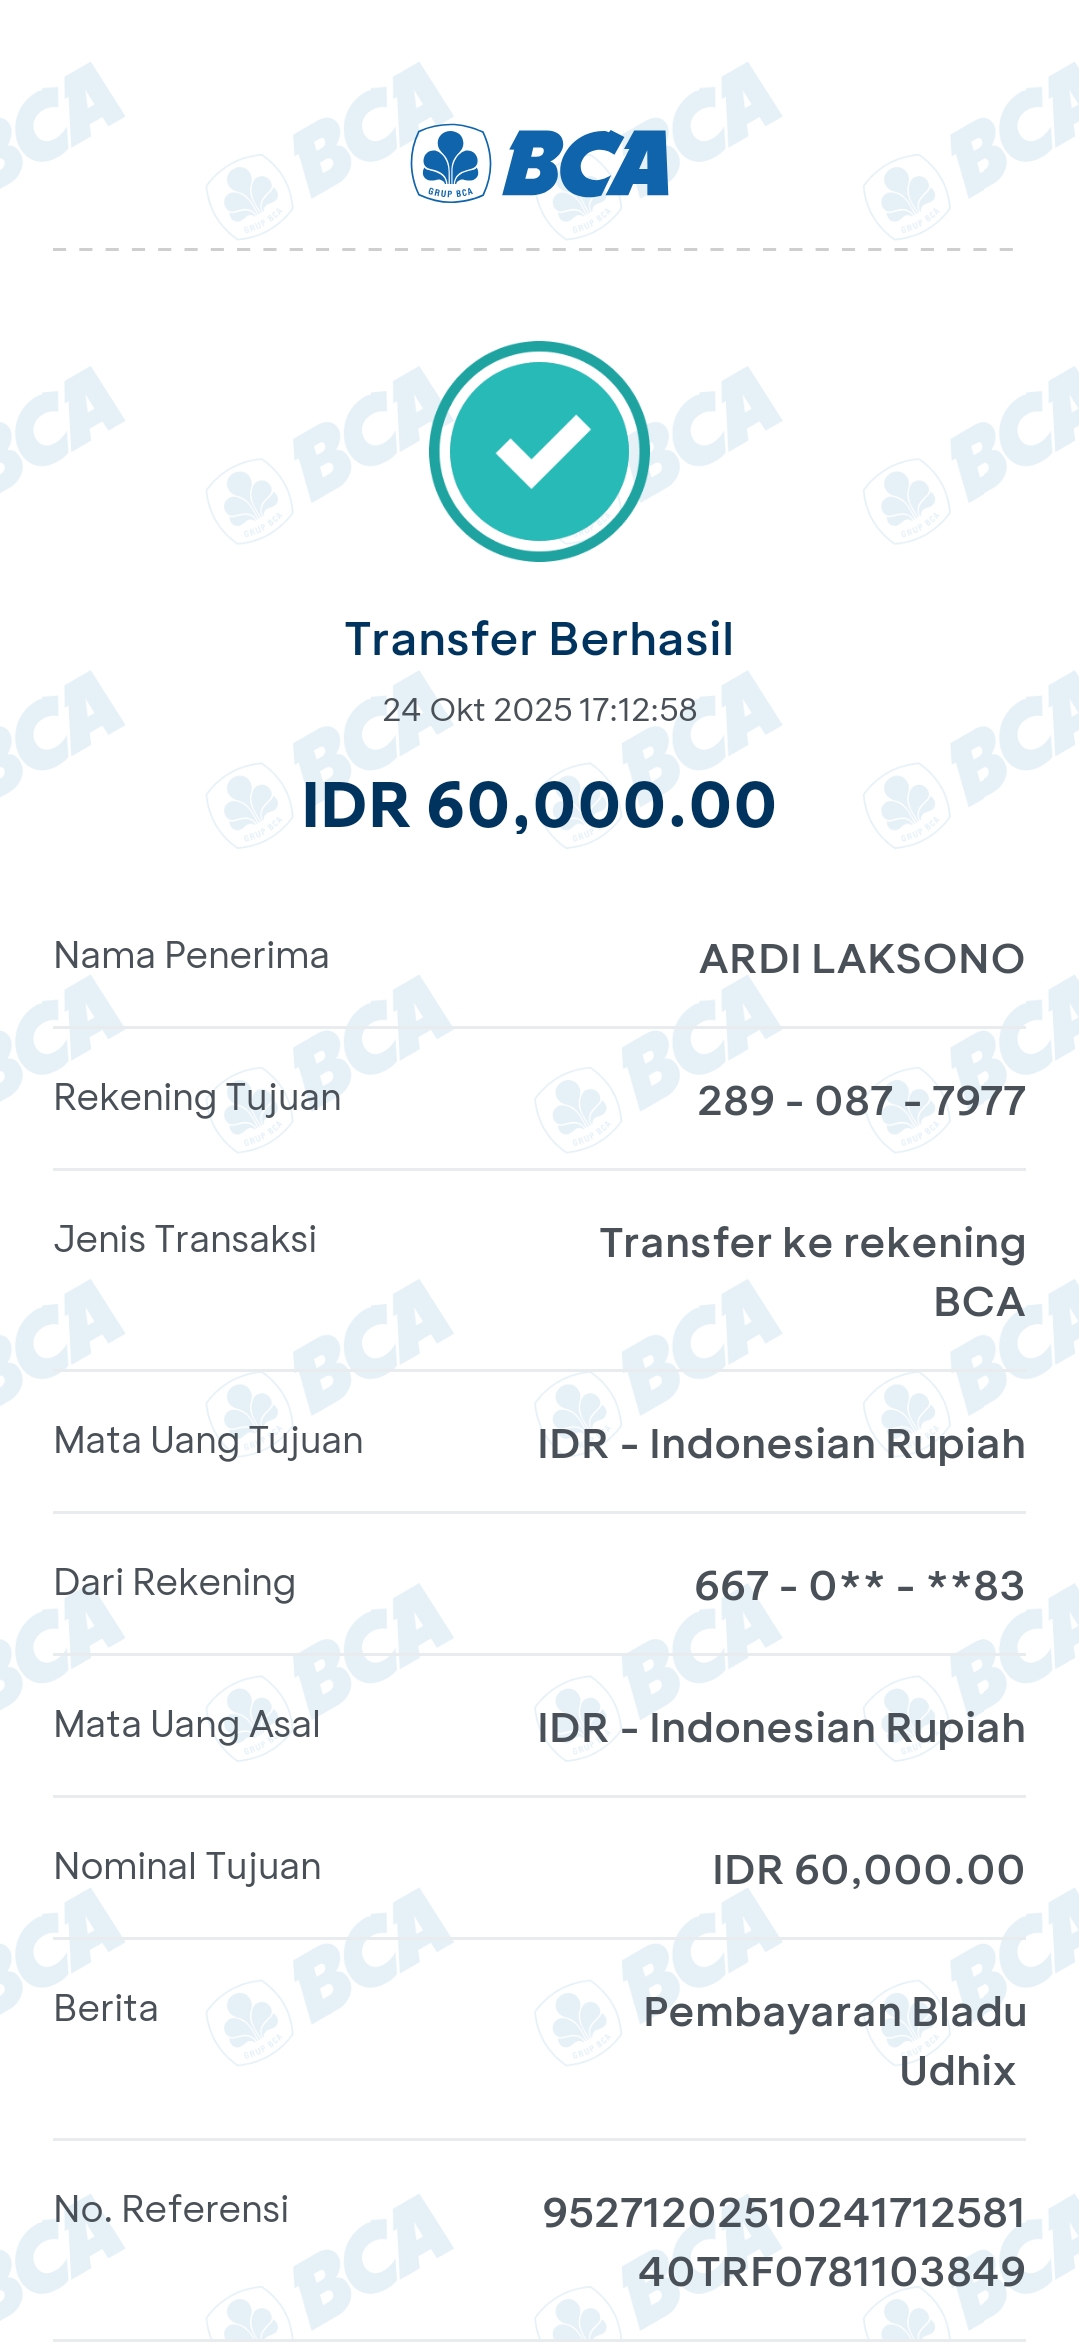 GRUP BCA
BCA
Transfer Berhasil
24 Okt 2025 17:12:58
IDR 60,000.00
Nama Penerima ARDI LAKSONO
Rekening Tujuan 289 - 087 - 7977
Jenis Transaksi Transfer ke rekening
BCA
Mata Uang Tujuan IDR - Indonesian Rupiah
Dari Rekening 667 - 0** - **83
Mata Uang Asal IDR - Indonesian Rupiah
Nominal Tujuan IDR 60,000.00
Berita Pembayaran Bladu
Udhix
No. Referensi 95271202510241712581
40TRF0781103849